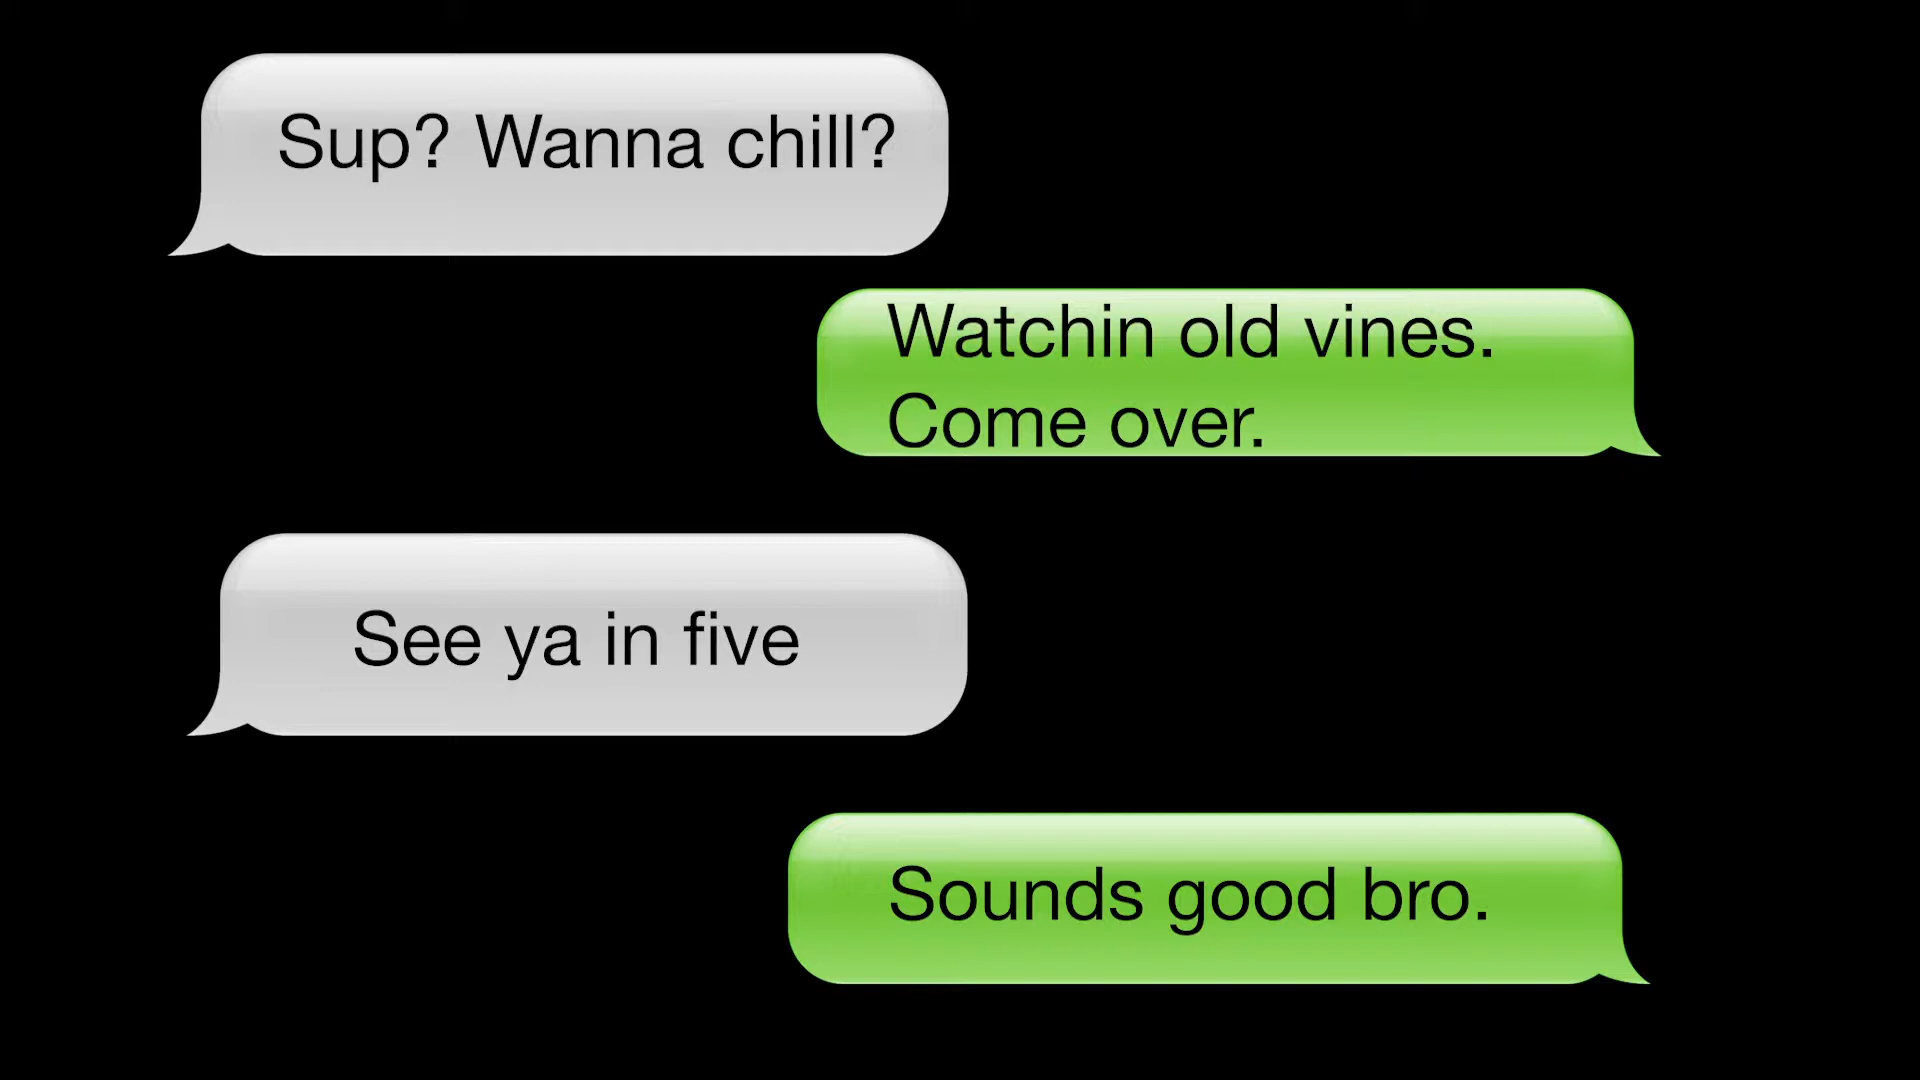 Sup? Wanna chill?
Watchin old vines.
Come over.
See ya in five
Sounds good bro.